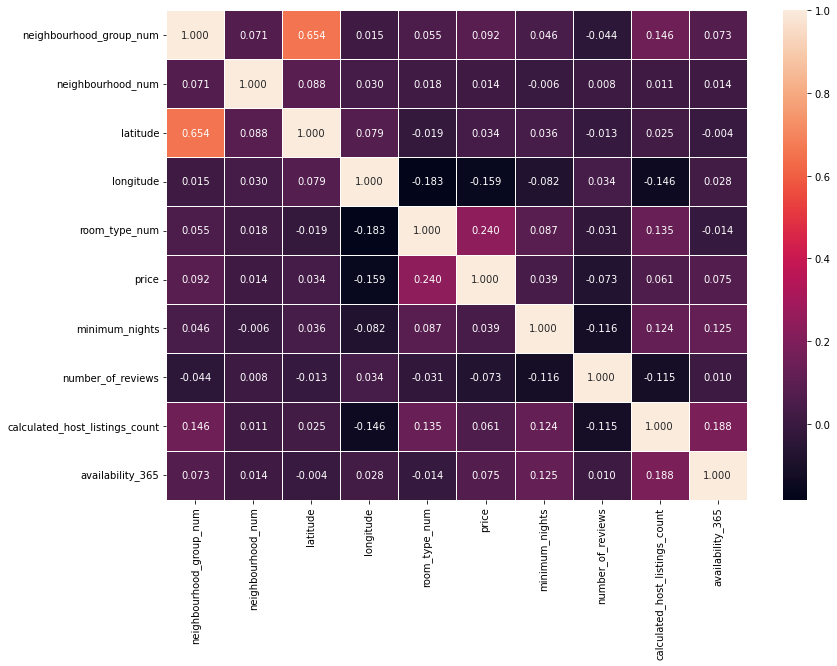 neighbourhood_group_num 1.000 0.071 0.654 0.015 0.055 0.092 0.046 -0.044 0.146 0.073
neighbourhood_num 0.071 1.000 0.088 0.030 0.018 0.014 -0.006 0.008 0.011 0.014
latitude 0.654 0.088 1.000 0.079 -0.019 0.034 0.036 -0.013 0.025 -0.004
longitude 0.015 0.030 0.079 1.000 -0.183 -0.159 -0.082 0.034 -0.146 0.028
room_type_num 0.055 0.018 -0.019 -0.183 1.000 0.240 0.087 -0.031 0.135 -0.014
price 0.092 0.014 0.034 -0.159 0.240 1.000 0.039 -0.073 0.061 0.075
minimum_nights 0.046 -0.006 0.036 -0.082 0.087 0.039 1.000 -0.116 0.124 0.125
number_of_reviews -0.044 0.008 -0.013 0.034 -0.031 -0.073 -0.116 1.000 -0.115 0.010
calculated_host_listings_count 0.146 0.011 0.025 -0.146 0.135 0.061 0.124 -0.115 1.000 0.188
availability_365 0.073 0.014 -0.004 0.028 -0.014 0.075 0.125 0.010 0.188 1.000
neighbourhood_group_num
neighbourhood_num
latitude
longitude
room_type_num
price
minimum_nights
number_of_reviews
calculated_host_listings_count
availability_365
1.0
0.8
0.6
0.4
0.2
0.0